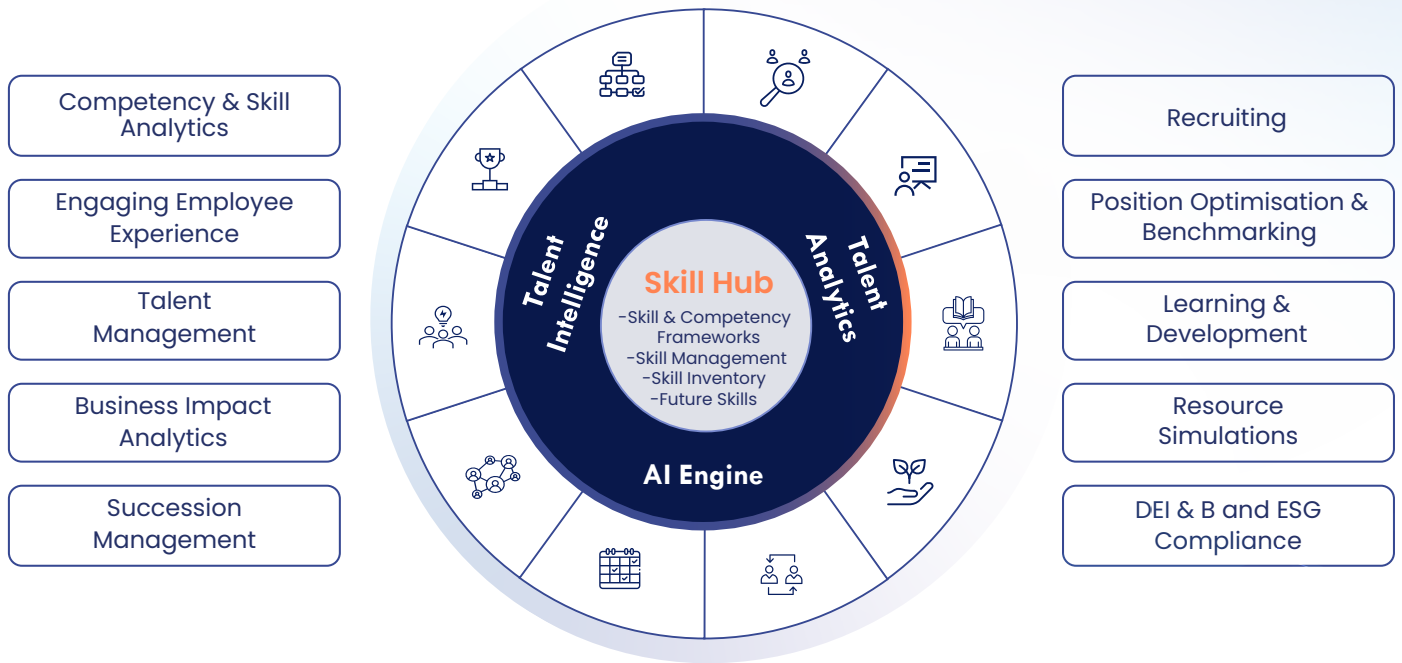 Competency & Skill
Analytics
Engaging Employee
Experience
Talent
Management
Business Impact
Analytics
Succession
Management
Talent
Intelligence
Talent
Analytics
AI Engine
Skill Hub
-Skill & Competency
Frameworks
-Skill Management
-Skill Inventory
-Future Skills
Recruiting
Position Optimisation &
Benchmarking
Learning &
Development
Resource
Simulations
DEI & B and ESG
Compliance